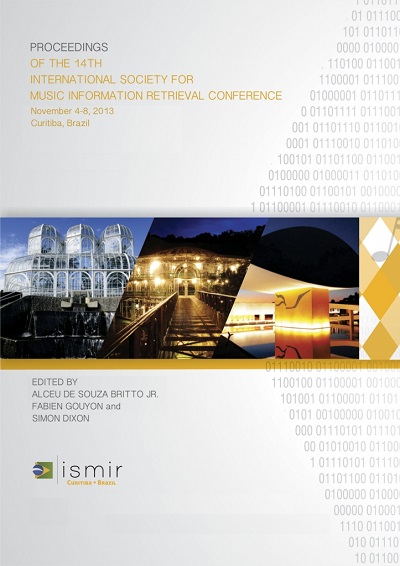 PROCEEDINGS
OF THE 14TH
INTERNATIONAL SOCIETY FOR
MUSIC INFORMATION RETRIEVAL CONFERENCE
November 4-8, 2013
Curitiba, Brazil
EDITED BY
ALCEU DE SOUZA BRITTO JR.
FABIEN GOUYON and
SIMON DIXON
ismir
CURITIBA • BRAZIL